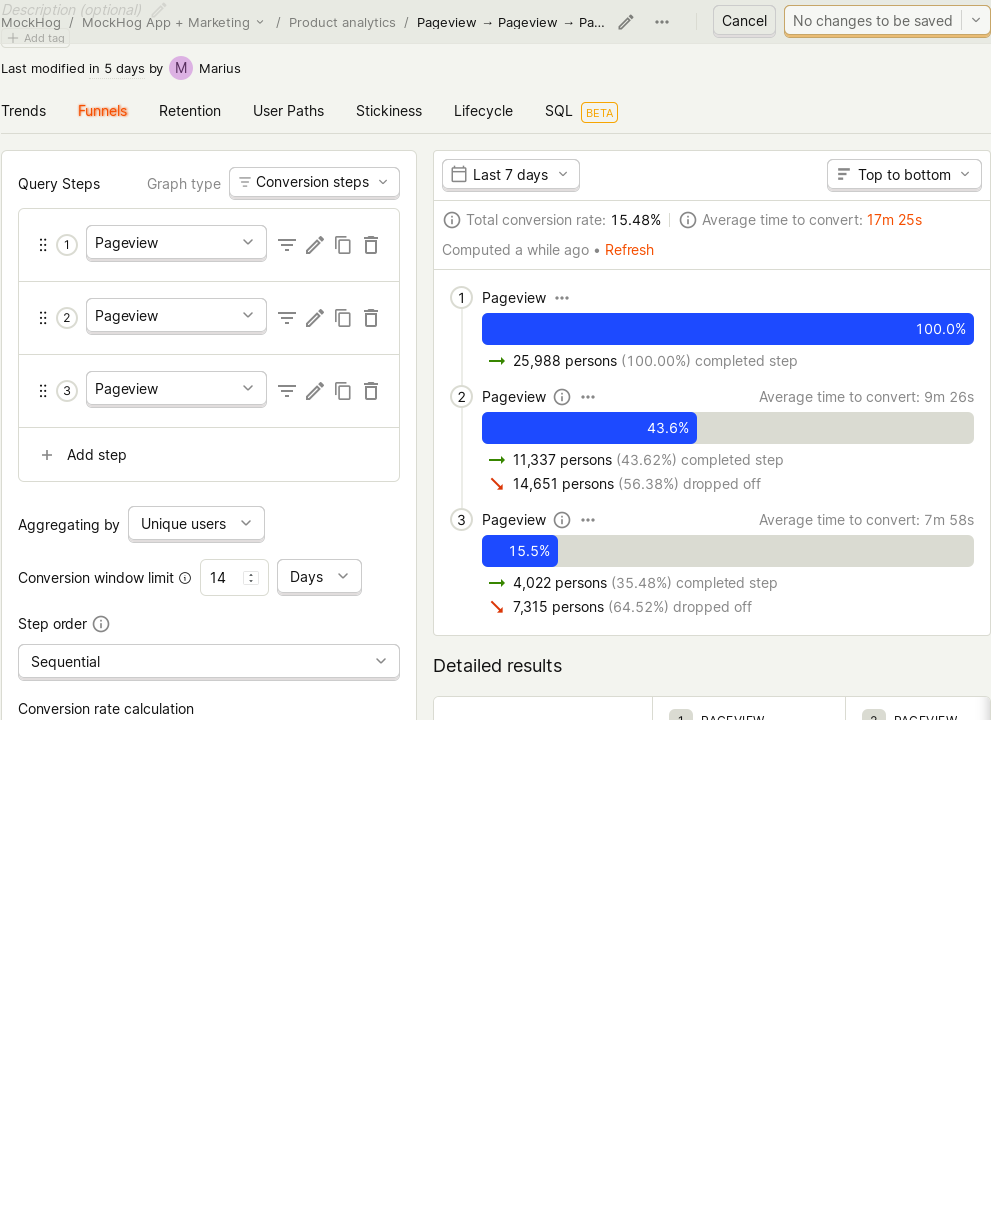 Description (optional)
MockHog / MockHog App + Marketing / Product analytics / Pageview → Pageview → Pa...
Cancel
No changes to be saved
Add tag
Last modified in 5 days by M Marius
Trends
Funnels
Retention
User Paths
Stickiness
Lifecycle
SQL BETA
Query Steps
Graph type
Conversion steps
1 Pageview
2 Pageview
3 Pageview
+ Add step
Aggregating by Unique users
Conversion window limit 14 Days
Step order
Sequential
Conversion rate calculation
Last 7 days
Top to bottom
Total conversion rate: 15.48%
Average time to convert: 17m 25s
Computed a while ago • Refresh
1 Pageview
100.0%
25,988 persons (100.00%) completed step
2 Pageview
Average time to convert: 9m 26s
43.6%
11,337 persons (43.62%) completed step
14,651 persons (56.38%) dropped off
3 Pageview
Average time to convert: 7m 58s
15.5%
4,022 persons (35.48%) completed step
7,315 persons (64.52%) dropped off
Detailed results
1 PAGEVIEW
2 PAGEVIEW